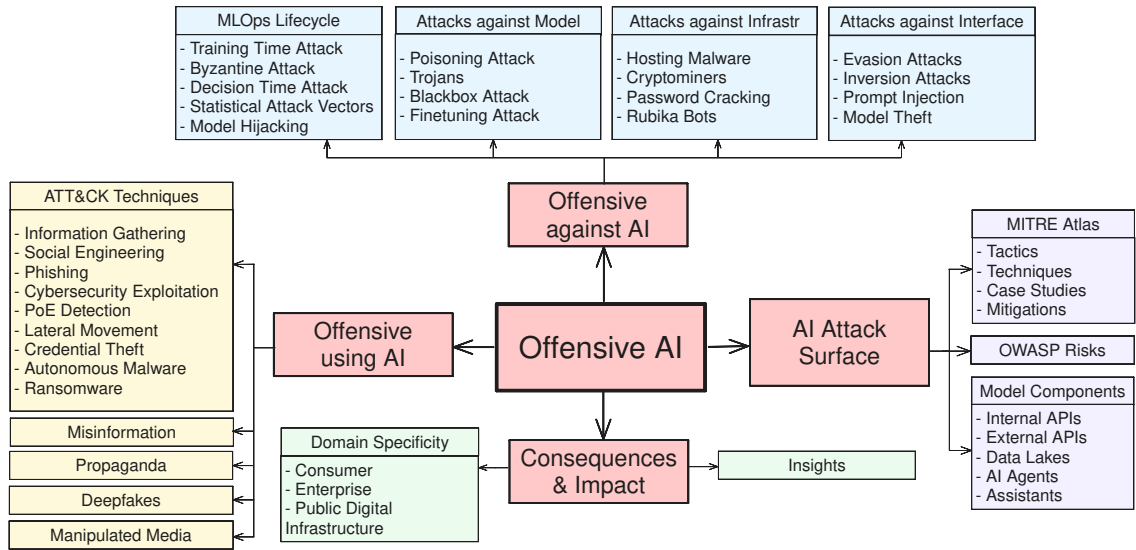 MLOps Lifecycle
- Training Time Attack
- Byzantine Attack
- Decision Time Attack
- Statistical Attack Vectors
- Model Hijacking
Attacks against Model
- Poisoning Attack
- Trojans
- Blackbox Attack
- Finetuning Attack
Attacks against Infrastr
- Hosting Malware
- Cryptominers
- Password Cracking
- Rubika Bots
Attacks against Interface
- Evasion Attacks
- Inversion Attacks
- Prompt Injection
- Model Theft
Offensive
against AI
ATT&CK Techniques
- Information Gathering
- Social Engineering
- Phishing
- Cybersecurity Exploitation
- PoE Detection
- Lateral Movement
- Credential Theft
- Autonomous Malware
- Ransomware
Misinformation
Propaganda
Deepfakes
Manipulated Media
Offensive
using AI
Offensive AI
AI Attack
Surface
MITRE Atlas
- Tactics
- Techniques
- Case Studies
- Mitigations
OWASP Risks
Model Components
- Internal APIs
- External APIs
- Data Lakes
- AI Agents
- Assistants
Domain Specificity
- Consumer
- Enterprise
- Public Digital
Infrastructure
Consequences
& Impact
Insights